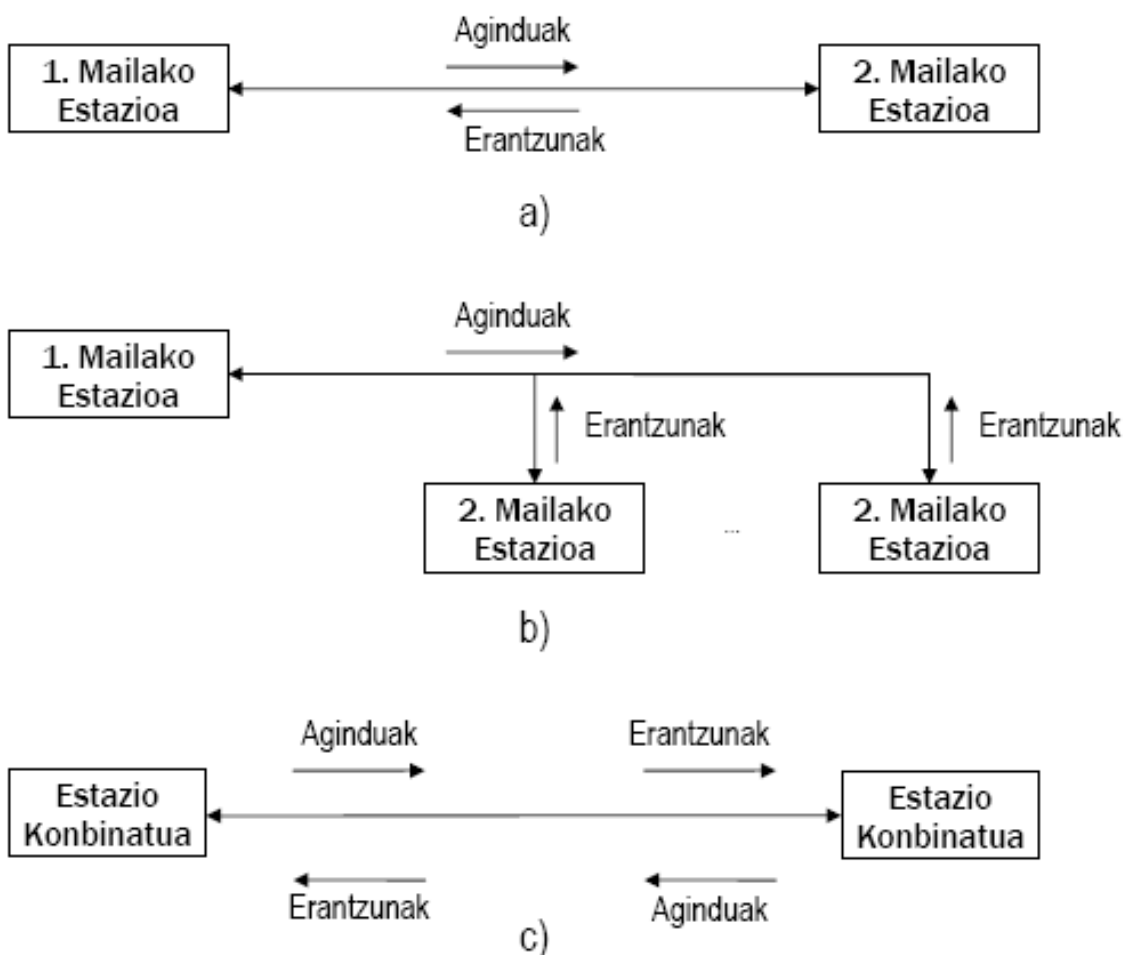 Aginduak
1. Mailako
Estazioa
2. Mailako
Estazioa
Erantzunak
a)
Aginduak
1. Mailako
Estazioa
Erantzunak
Erantzunak
2. Mailako
Estazioa
...
2. Mailako
Estazioa
b)
Aginduak
Erantzunak
Estazio
Konbinatua
Estazio
Konbinatua
Erantzunak
Aginduak
c)